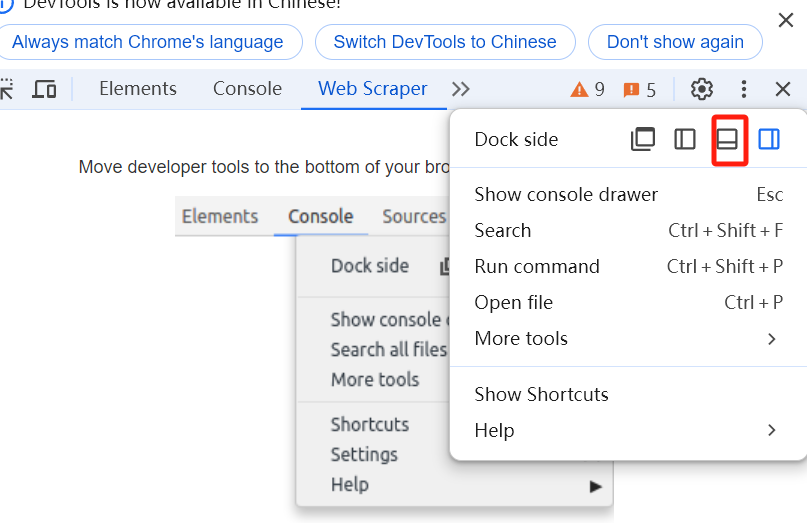 DevTools is now available in Chinese!
Always match Chrome's language Switch DevTools to Chinese Don't show again
Elements Console Web Scraper 9 5
Dock side
Move developer tools to the bottom of your
Show console drawer Esc
Search Ctrl + Shift + F
Run command Ctrl + Shift + P
Open file Ctrl + P
More tools
Show Shortcuts
Help
Elements Console Sources
Dock side
Show console
Search all files
More tools
Shortcuts
Settings
Help